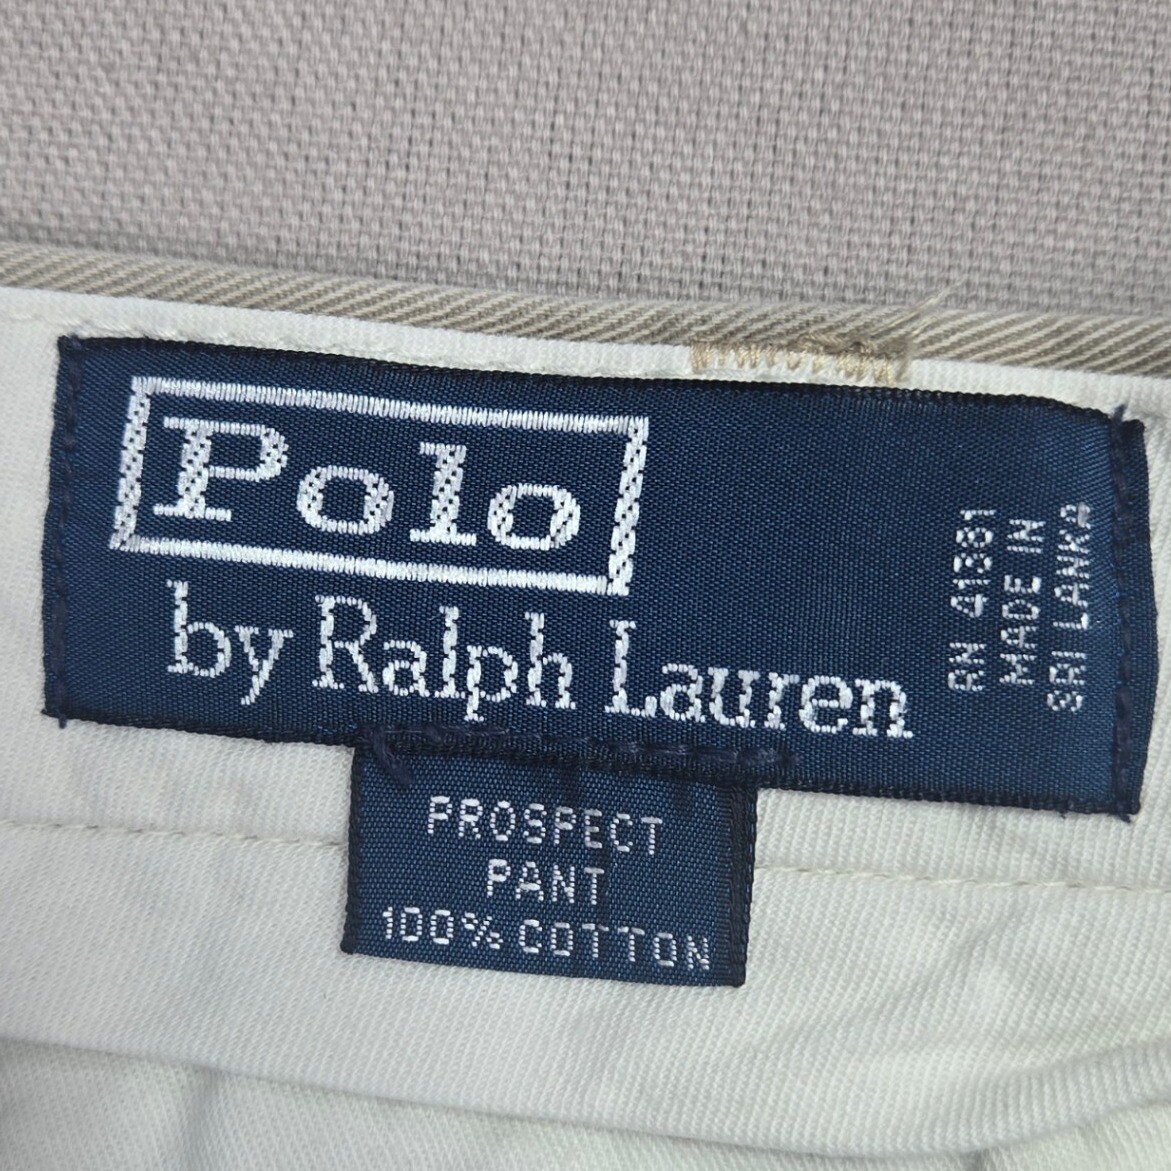 Polo
by Ralph Lauren
RN 41381
MADE IN
SRI LANKA
PROSPECT
PANT
100% COTTON